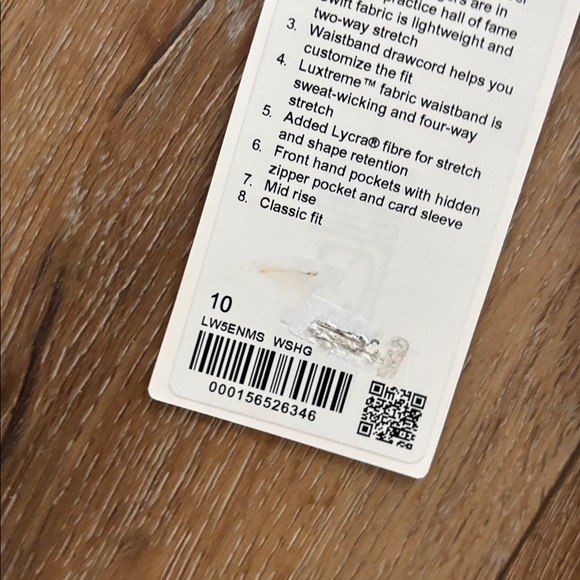 are in
practice hall of fame
Swift fabric is lightweight and
two-way stretch
3. Waistband drawcord helps you
customize the fit
4. Luxtreme™ fabric waistband is
sweat-wicking and four-way
stretch
5. Added Lycra® fibre for stretch
and shape retention
6. Front hand pockets with hidden
zipper pocket and card sleeve
7. Mid rise
8. Classic fit
10
LW5ENMS WSHG
000156526346